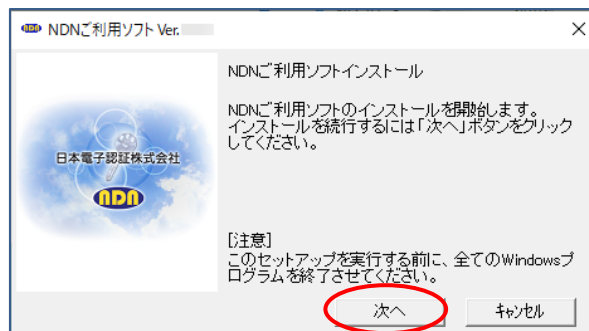 NDNご利用ソフト Ver.
NDNご利用ソフトインストール
NDNご利用ソフトのインストールを開始します。
インストールを続行するには「次へ」ボタンをクリック
してください。
日本電子認証株式会社
NDN
[注意]
このセットアップを実行する前に、全てのWindowsプ
ログラムを終了させてください。
次へ
キャンセル